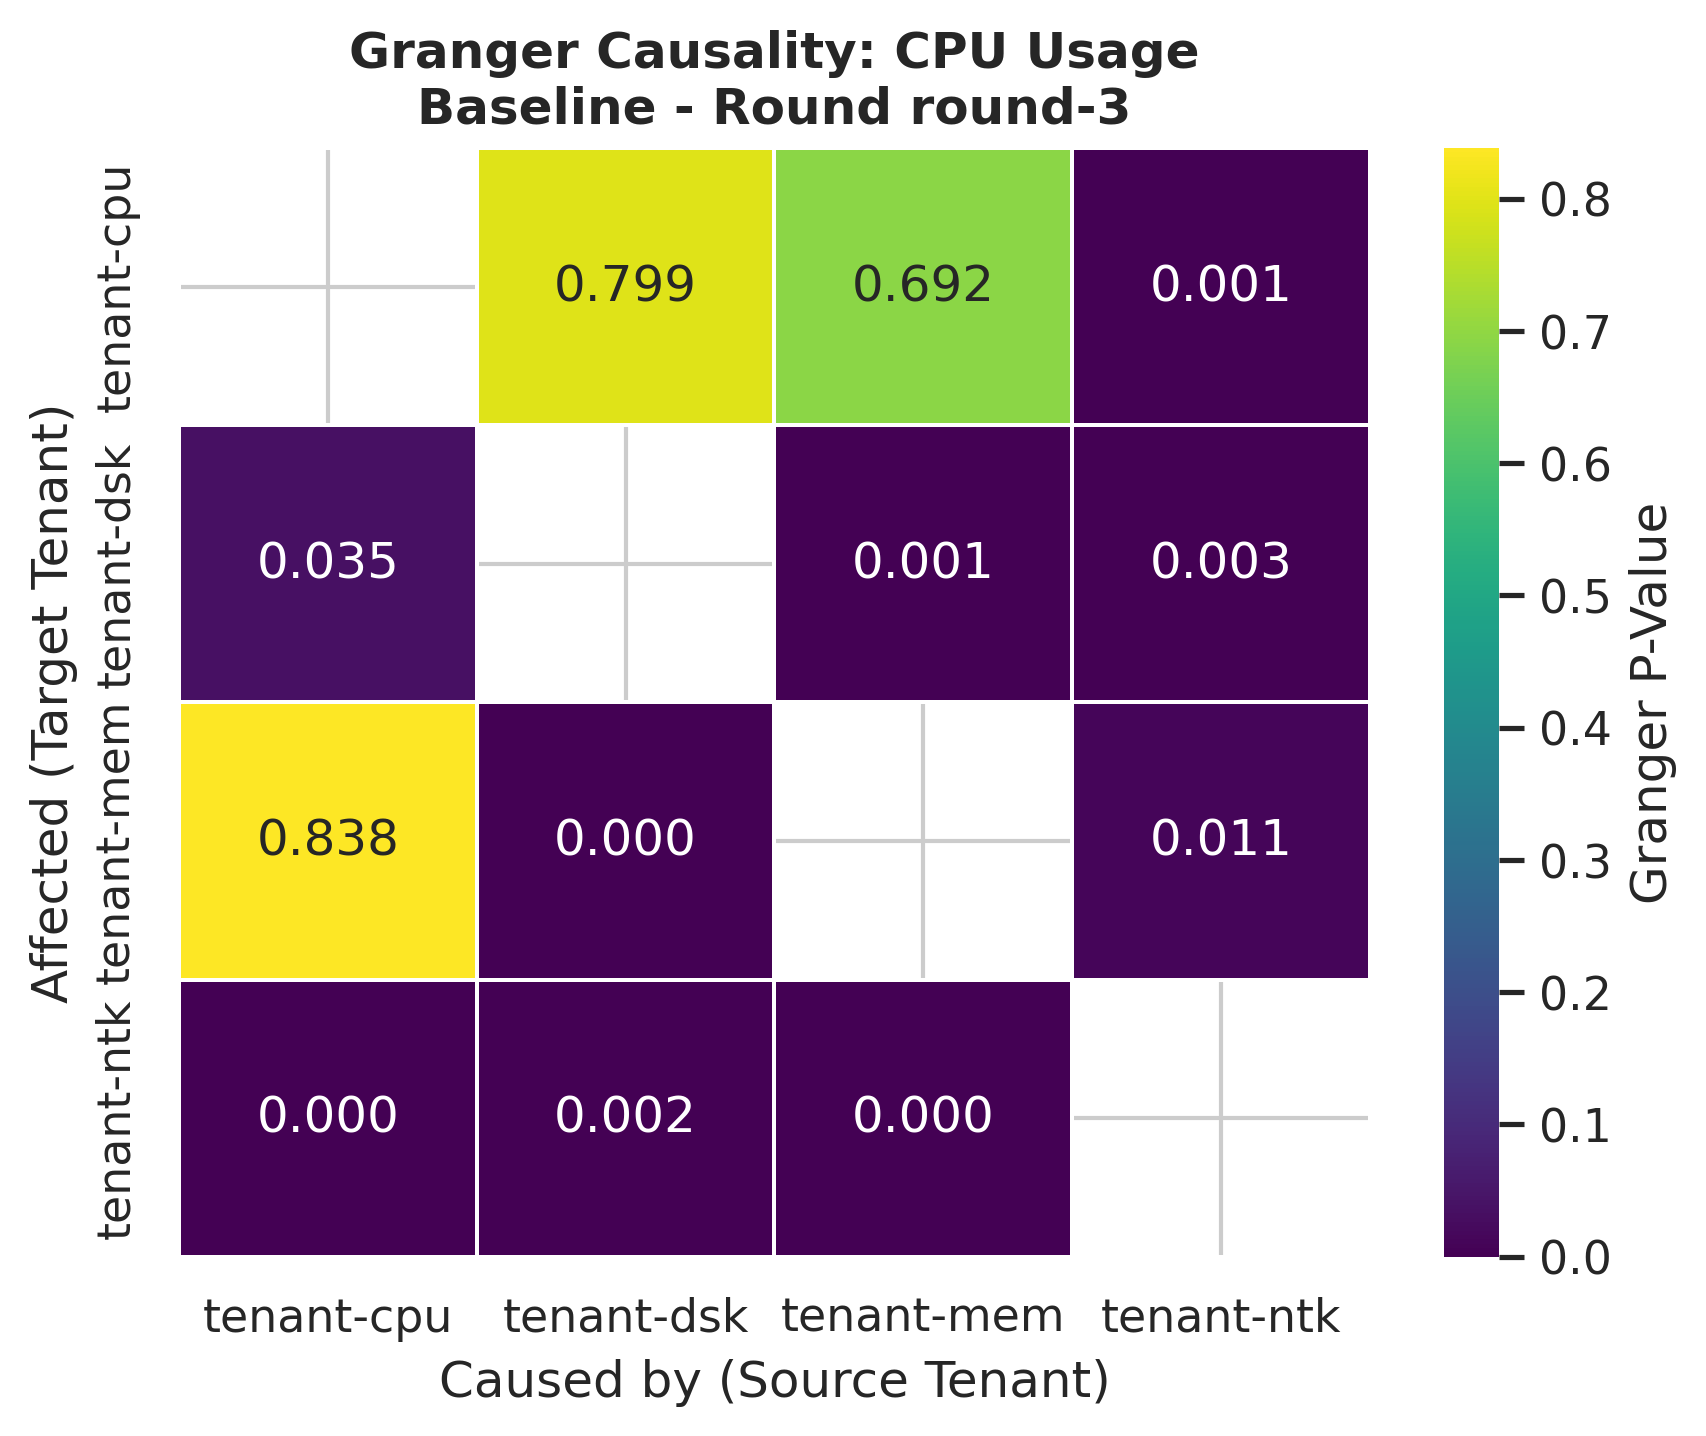 Granger Causality: CPU Usage
Baseline - Round round-3
Affected (Target Tenant)
tenant-cpu
0.799 0.692 0.001
tenant-dsk
0.035 0.001 0.003
tenant-mem
0.838 0.000 0.011
tenant-ntk
0.000 0.002 0.000
tenant-cpu tenant-dsk tenant-mem tenant-ntk
Caused by (Source Tenant)
0.8
0.7
0.6
0.5
0.4
0.3
0.2
0.1
0.0
Granger P-Value